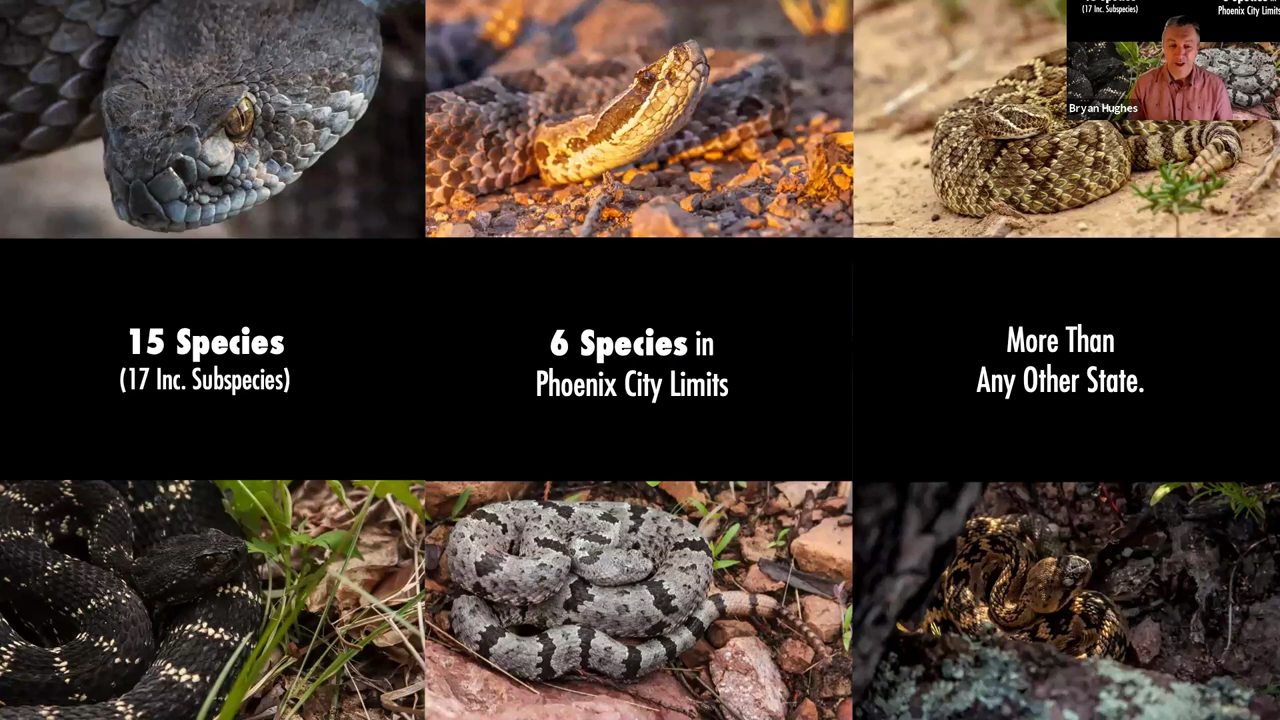 (17 Inc. Subspecies)
Phoenix City Limits
Bryan Hughes
15 Species
(17 Inc. Subspecies)
6 Species in
Phoenix City Limits
More Than
Any Other State.